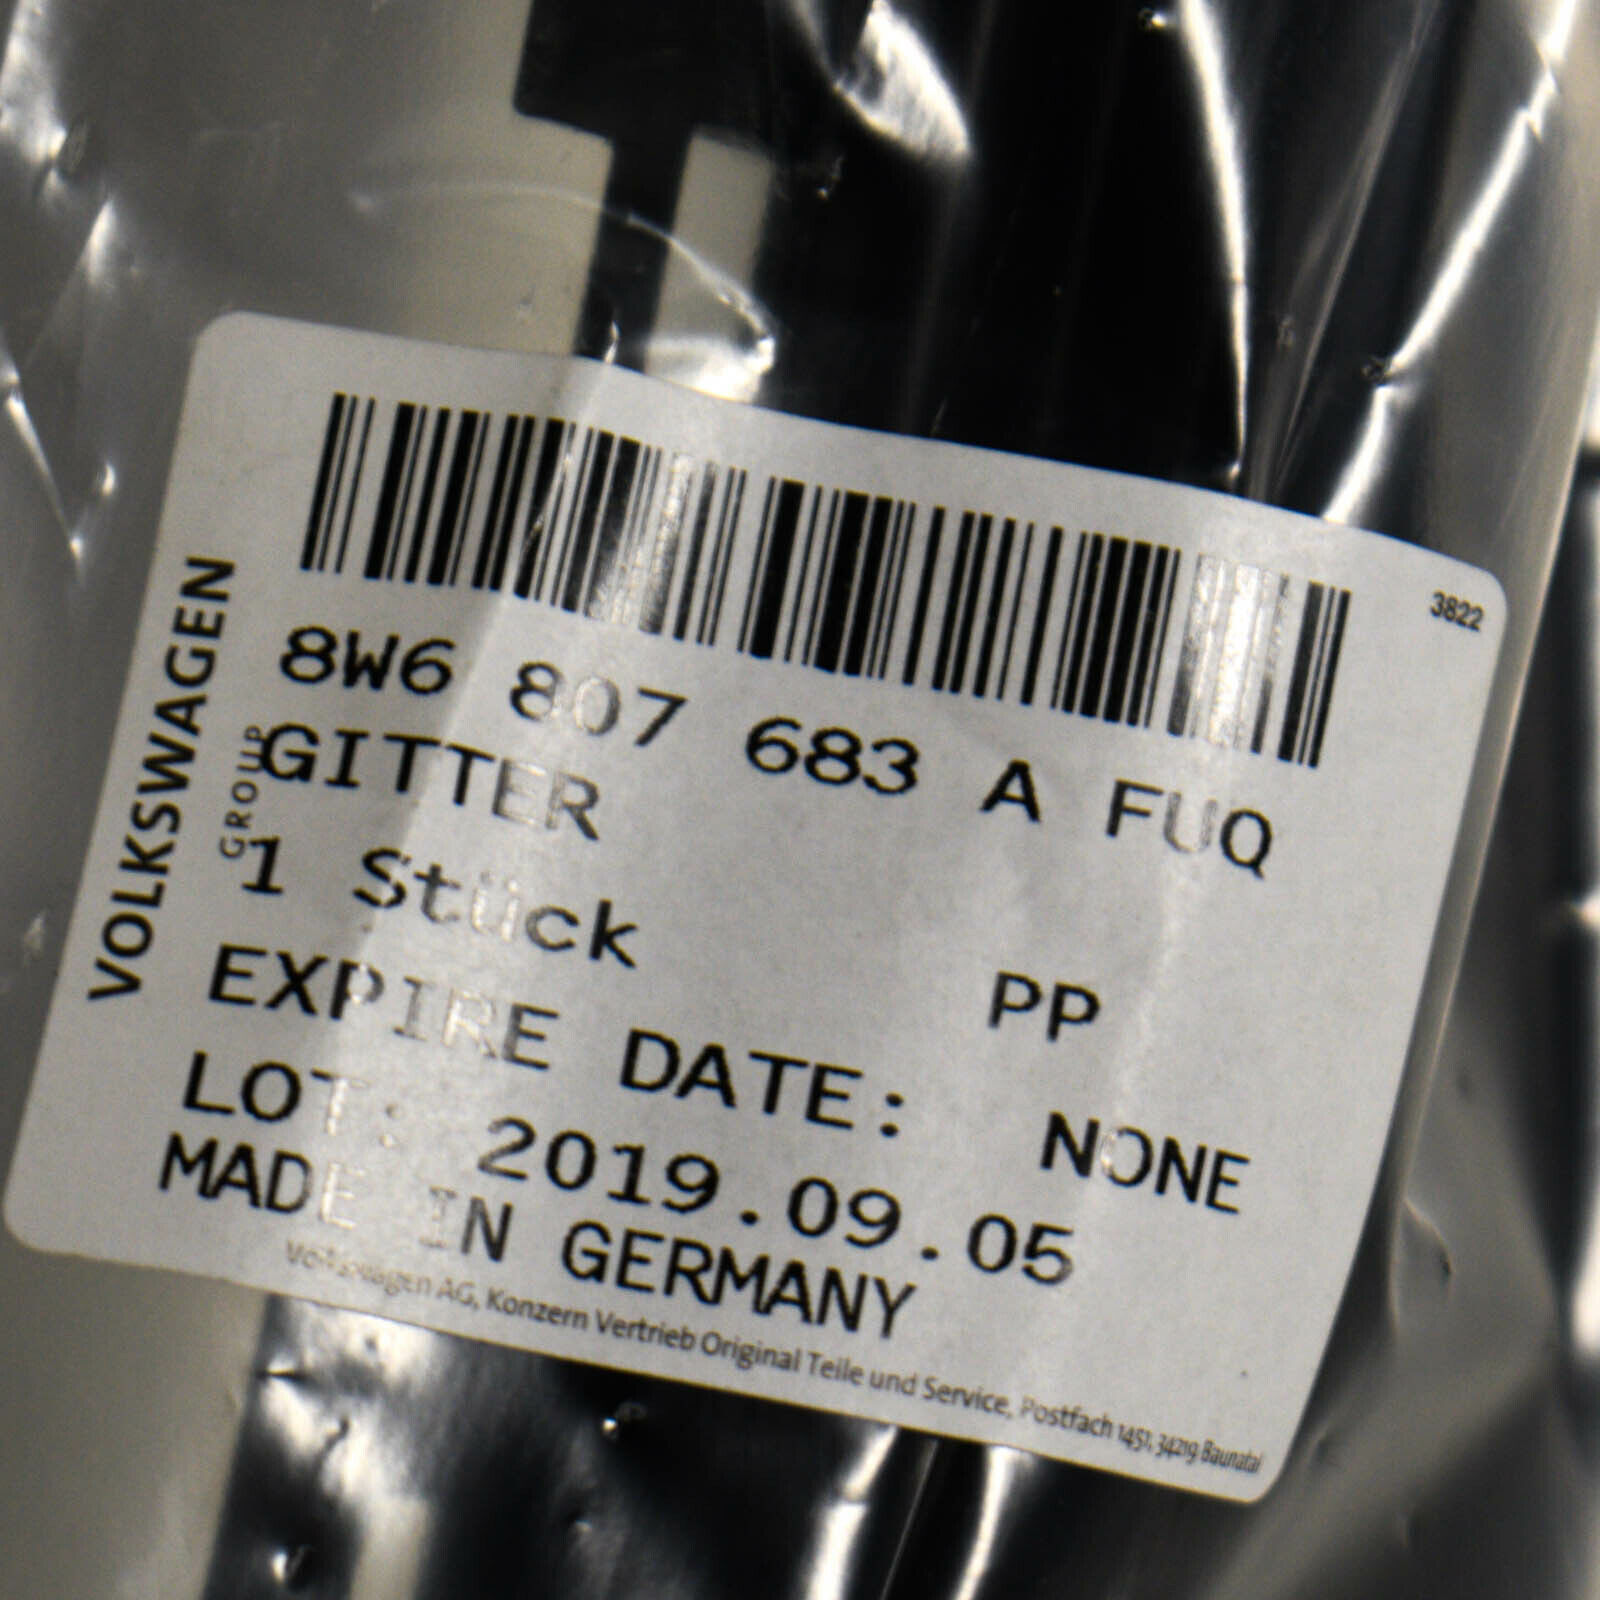 3822
VOLKSWAGEN
GROUP
8W6 807 683 A FUQ
GITTER
1 Stück
PP
EXPIRE DATE: NONE
LOT: 2019.09.05
MADE IN GERMANY
Volkswagen AG, Konzern Vertrieb Original Teile und Service, Postfach 1451, 34219 Baunatal